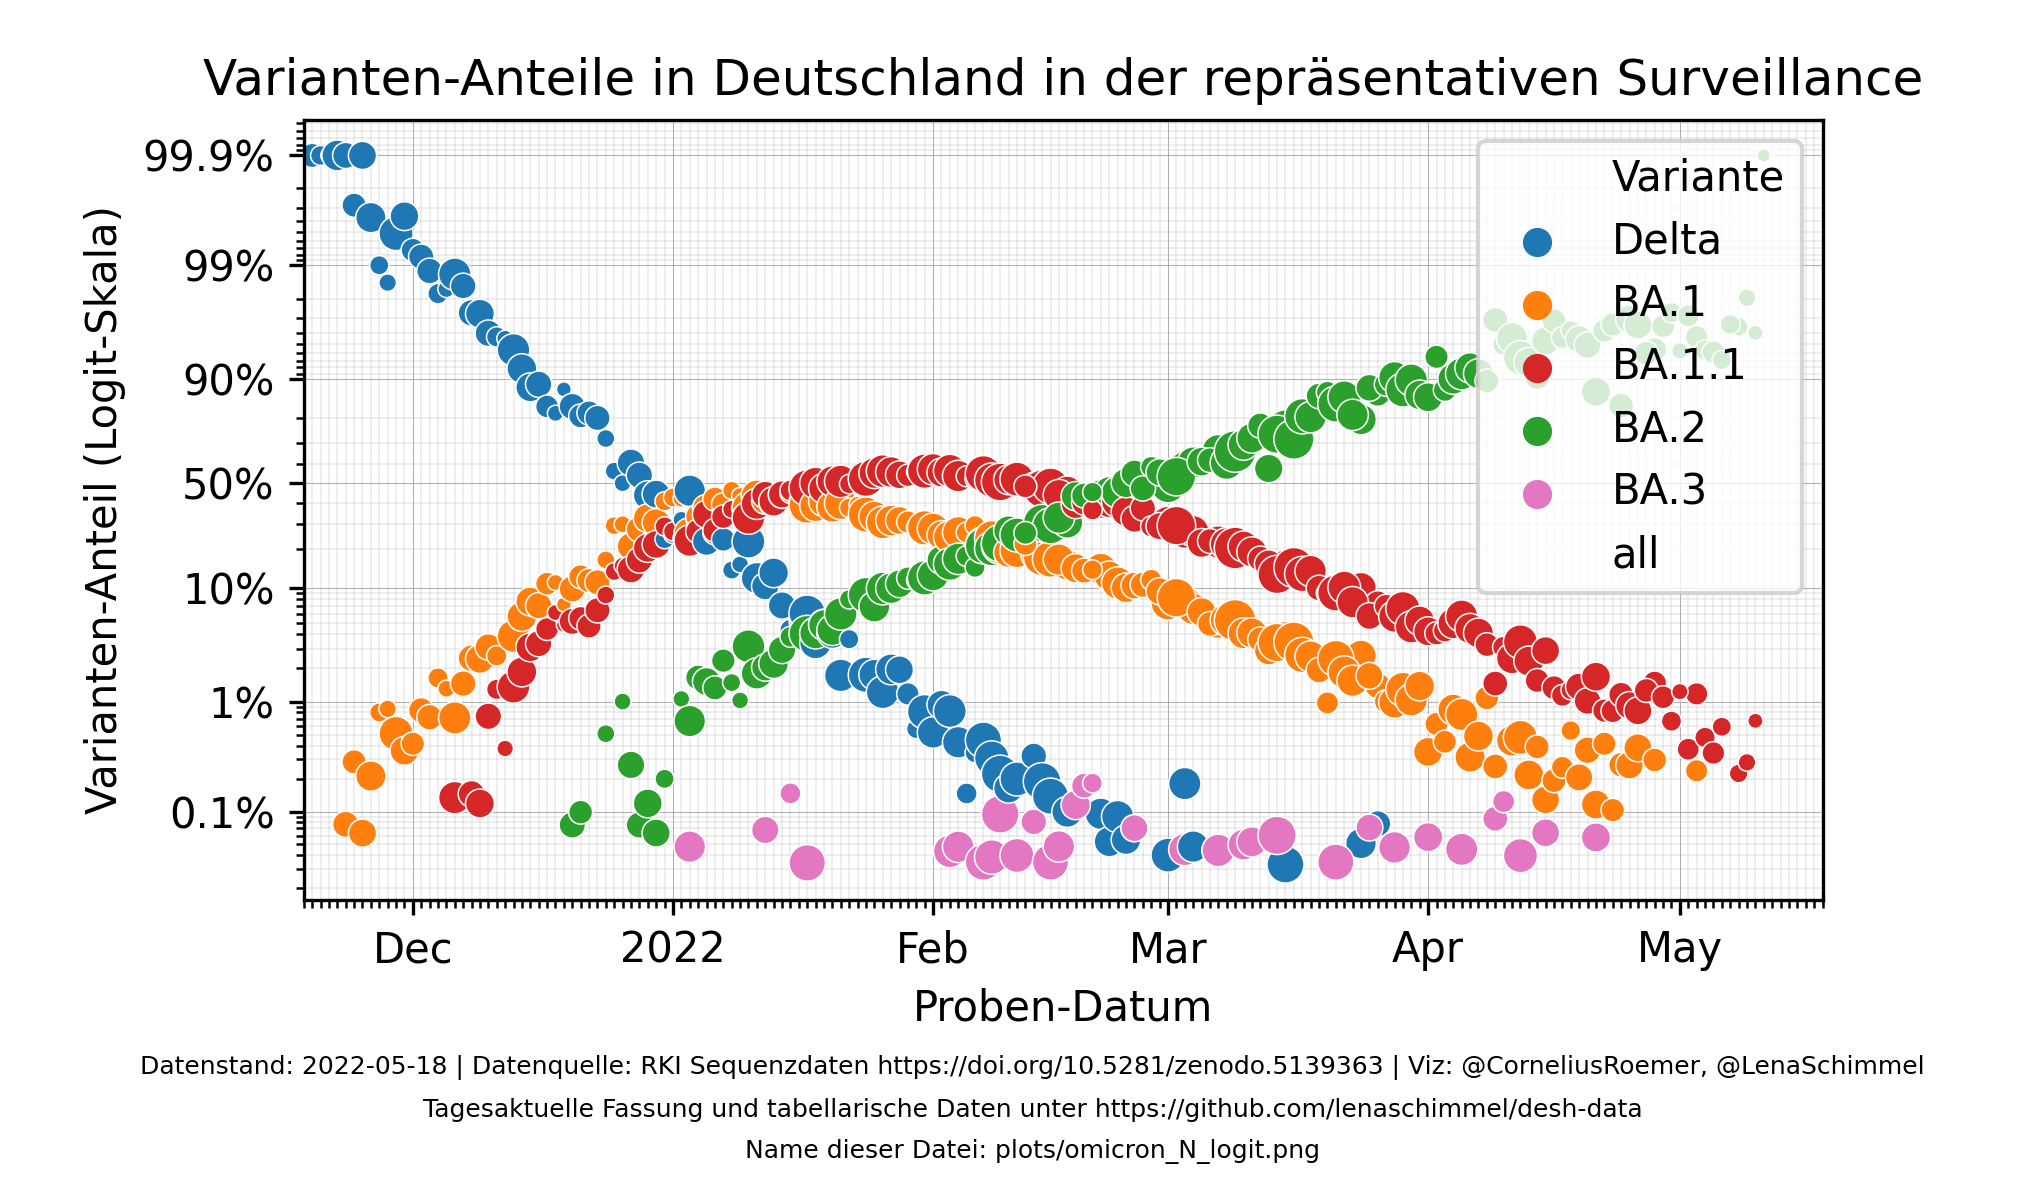 Varianten-Anteile in Deutschland in der repräsentativen Surveillance
Varianten-Anteil (Logit-Skala)
99.9%
99%
90%
50%
10%
1%
0.1%
Variante
Delta
BA.1
BA.1.1
BA.2
BA.3
all
Dec 2022 Feb Mar Apr May
Proben-Datum
Datenstand: 2022-05-18 | Datenquelle: RKI Sequenzdaten https://doi.org/10.5281/zenodo.5139363 | Viz: @CorneliusRoemer, @LenaSchimmel
Tagesaktuelle Fassung und tabellarische Daten unter https://github.com/lenaschimmel/desh-data
Name dieser Datei: plots/omicron_N_logit.png